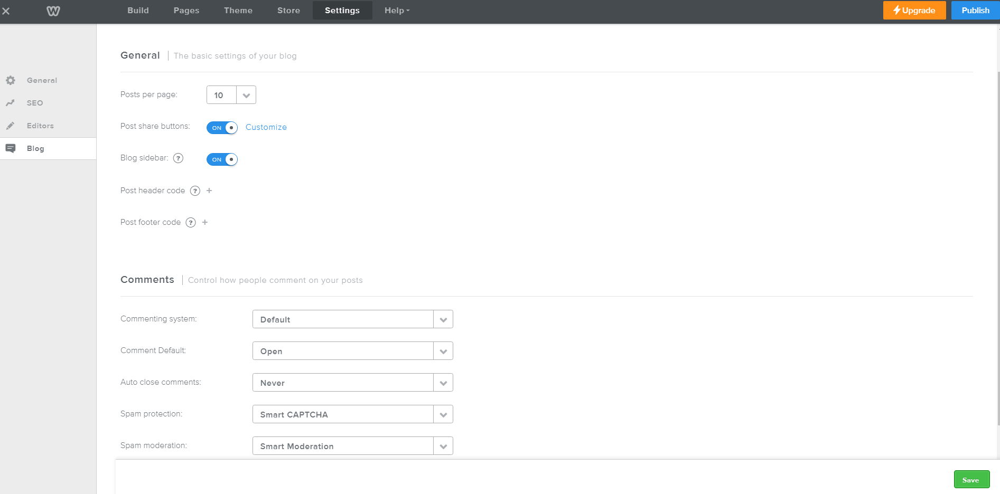 Build Pages Theme Store Settings Help Upgrade Publish
General
SEO
Editors
Blog
General The basic settings of your blog
Posts per page: 10
Post share buttons: ON Customize
Blog sidebar: ? ON
Post header code ? +
Post footer code ? +
Comments Control how people comment on your posts
Commenting system: Default
Comment Default: Open
Auto close comments: Never
Spam protection: Smart CAPTCHA
Spam moderation: Smart Moderation
Save